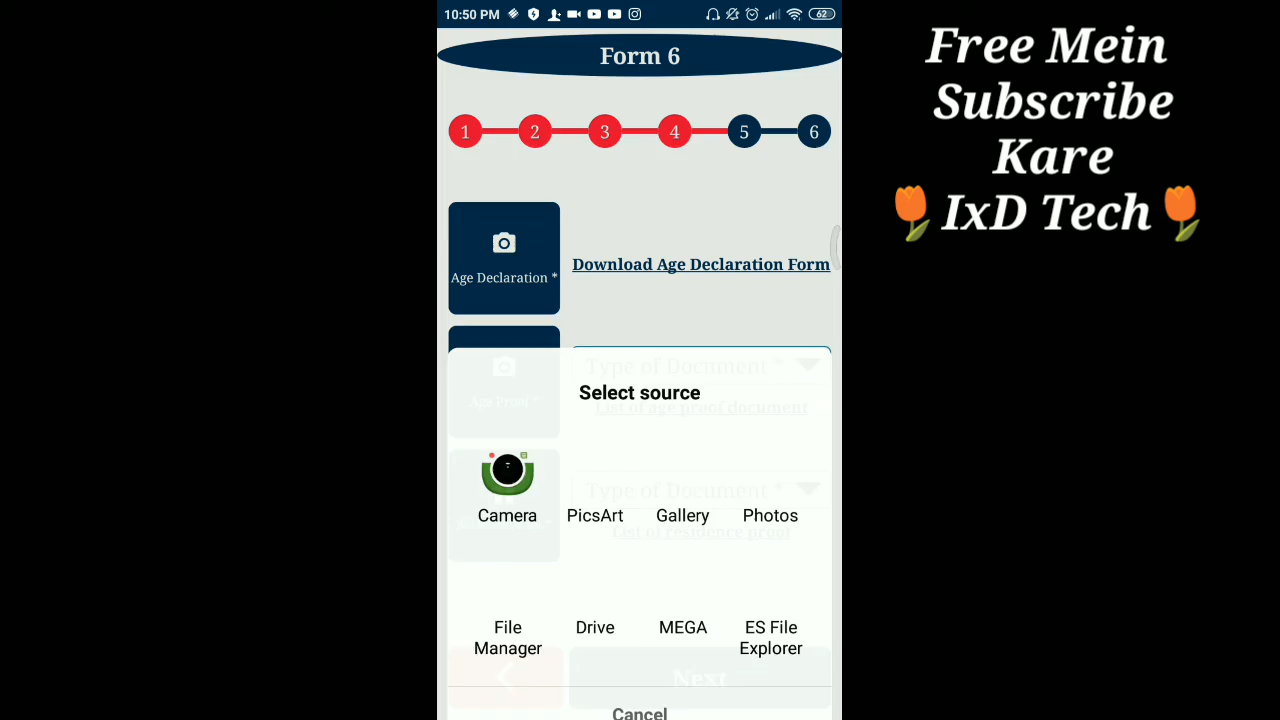 10:50 PM
62
Form 6
1 2 3 4 5 6
Age Declaration *
Download Age Declaration Form
Type of Document *
Age Proof *
List of age proof document
Select source
Type of Document *
List of residence proof
Camera
PicsArt
Gallery
Photos
File
Manager
Drive
MEGA
ES File
Explorer
Next
Cancel
Free Mein
Subscribe
Kare
🌷IxD Tech🌷